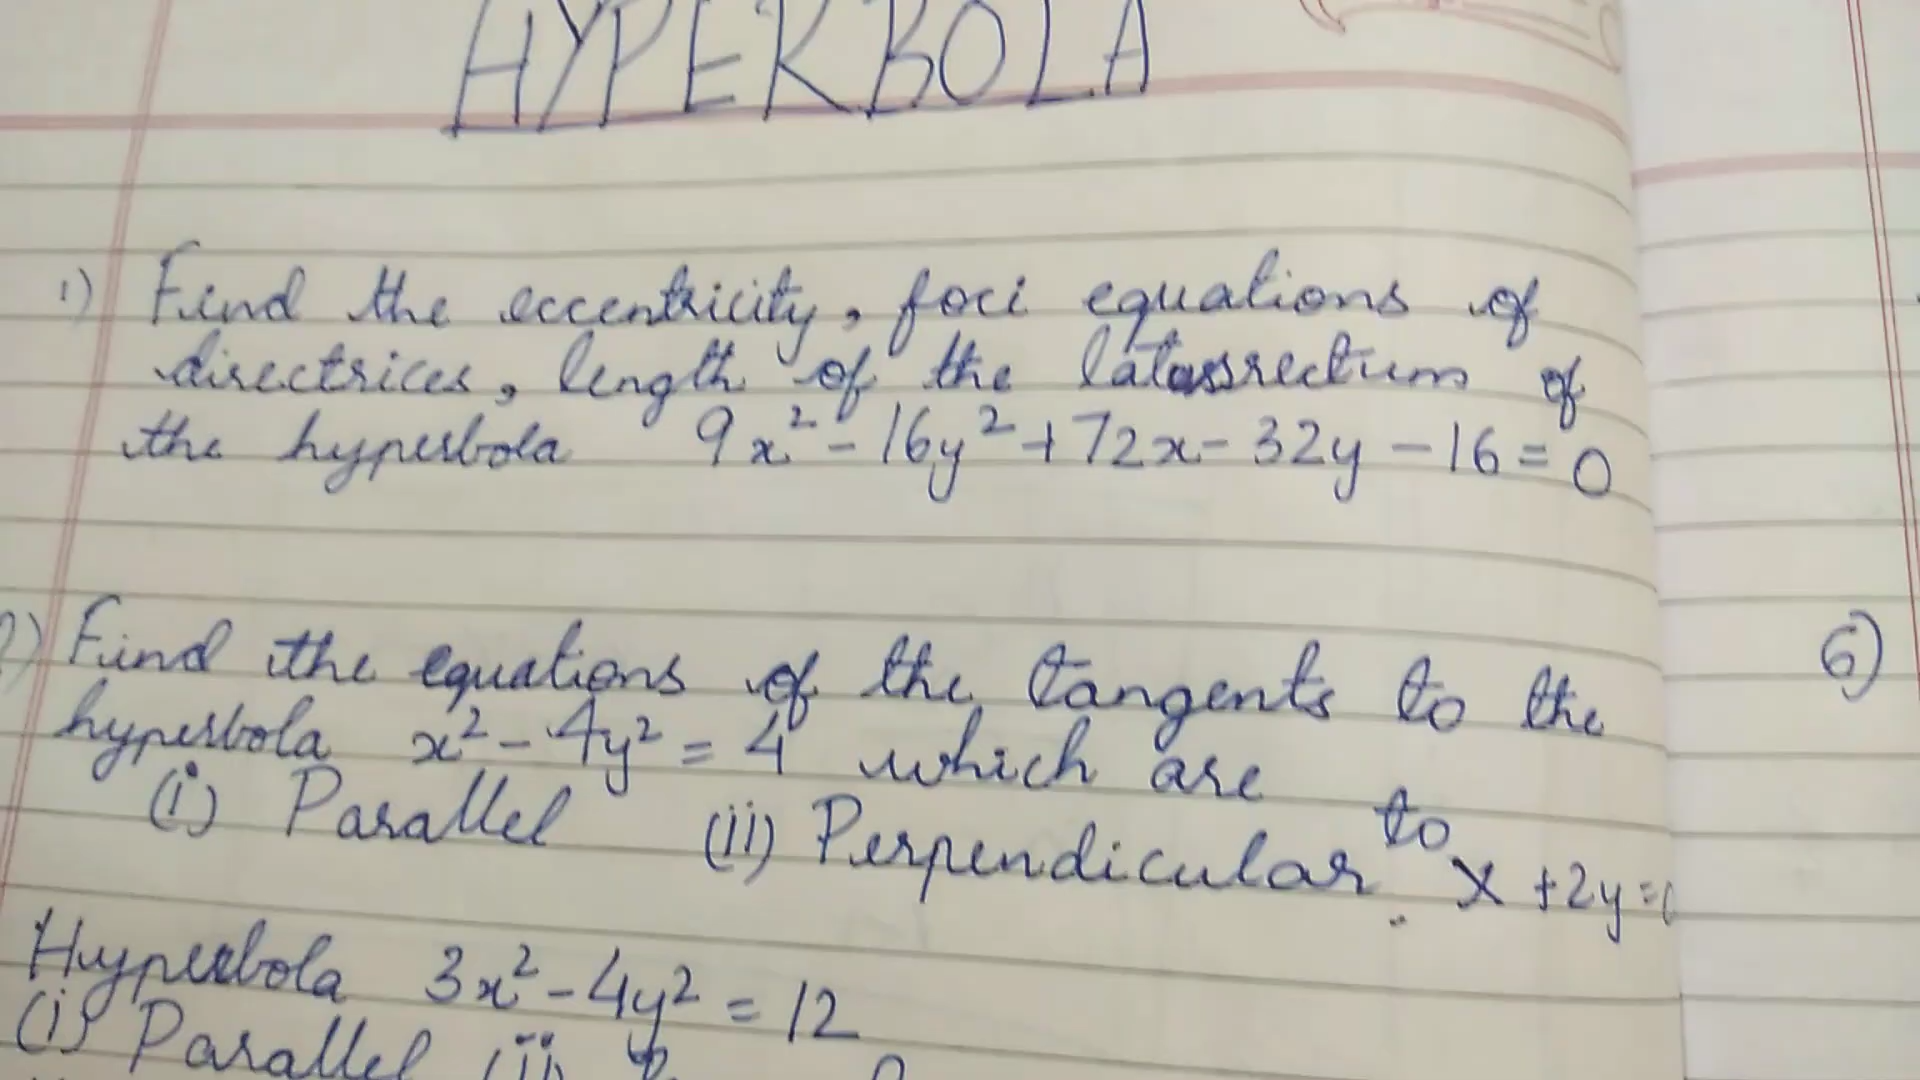 HYPERBOLA
1) Find the eccentricity, foci equations of
directrices, length of the latusrectum of
the hyperbola 9x² - 16y² + 72x - 32y - 16 = 0
2) Find the equations of the tangents to the
hyperbola x² - 4y² = 4 which are
(i) Parallel (ii) Perpendicular to x + 2y = 0
Hyperbola 3x² - 4y² = 12
(i) Parallel (ii)
6)